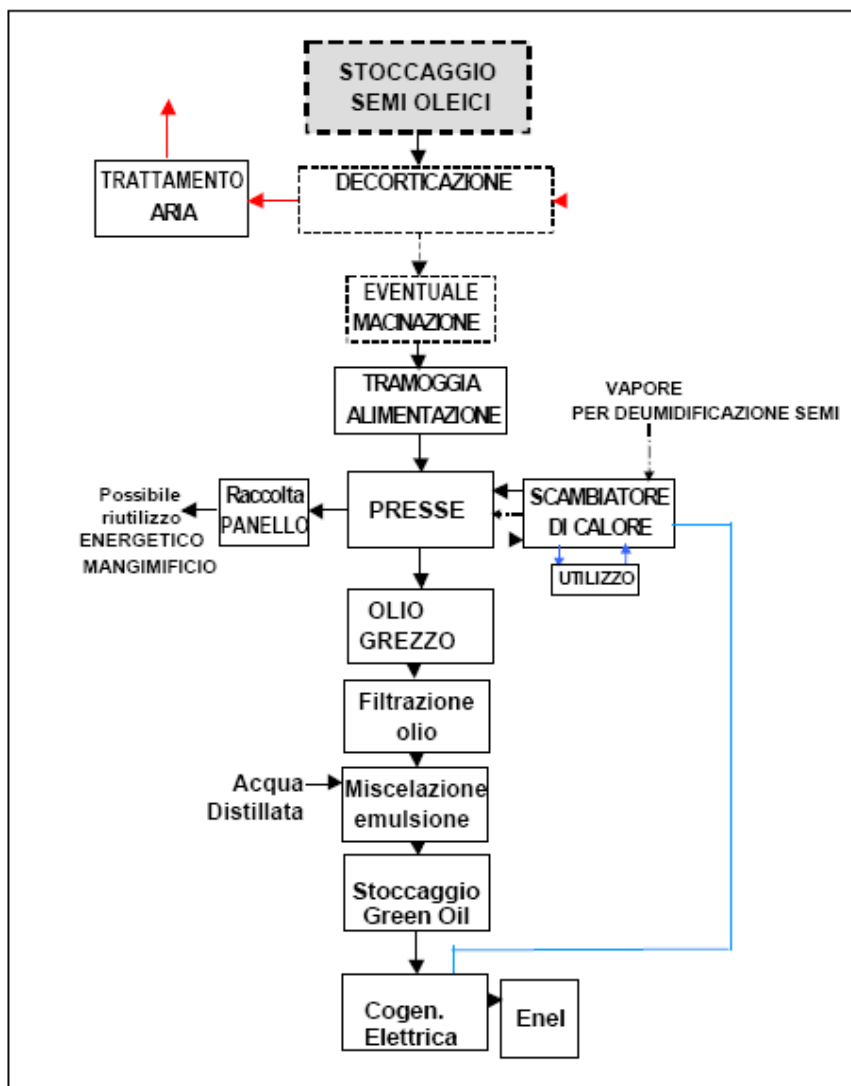 STOCCAGGIO
SEMI OLEICI
TRATTAMENTO
ARIA
DECORTICAZIONE
EVENTUALE
MACINAZIONE
TRAMOGGIA
ALIMENTAZIONE
VAPORE
PER DEUMIDIFICAZIONE SEMI
Possibile
riutilizzo
ENERGETICO
MANGIMIFICIO
Raccolta
PANELLO
PRESSE
SCAMBIATORE
DI CALORE
UTILIZZO
OLIO
GREZZO
Filtrazione
olio
Acqua
Distillata
Miscelazione
emulsione
Stoccaggio
Green Oil
Cogen.
Elettrica
Enel